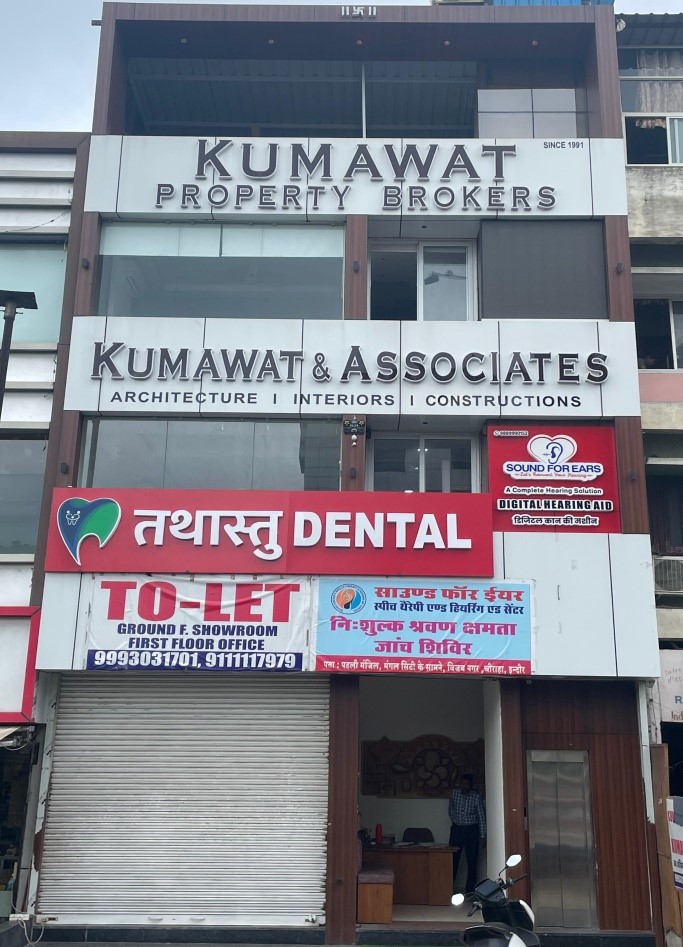 ॥卐॥
KUMAWAT
SINCE 1991
PROPERTY BROKERS
KUMAWAT & ASSOCIATES
ARCHITECTURE | INTERIORS | CONSTRUCTIONS
SOUND FOR EARS
A Complete Hearing Solution
DIGITAL HEARING AID
डिजिटल कान की मशीन
तथास्तु DENTAL
TO-LET
GROUND F. SHOWROOM
FIRST FLOOR OFFICE
9993031701, 9111117979
साउण्ड फॉर ईयर
स्पीच थैरेपी एण्ड हियरिंग एड सेंटर
निःशुल्क श्रवण क्षमता
जांच शिविर
पता : पहली मंजिल, मंगल सिटी के सामने, विजय नगर, चौराहा, इन्दौर